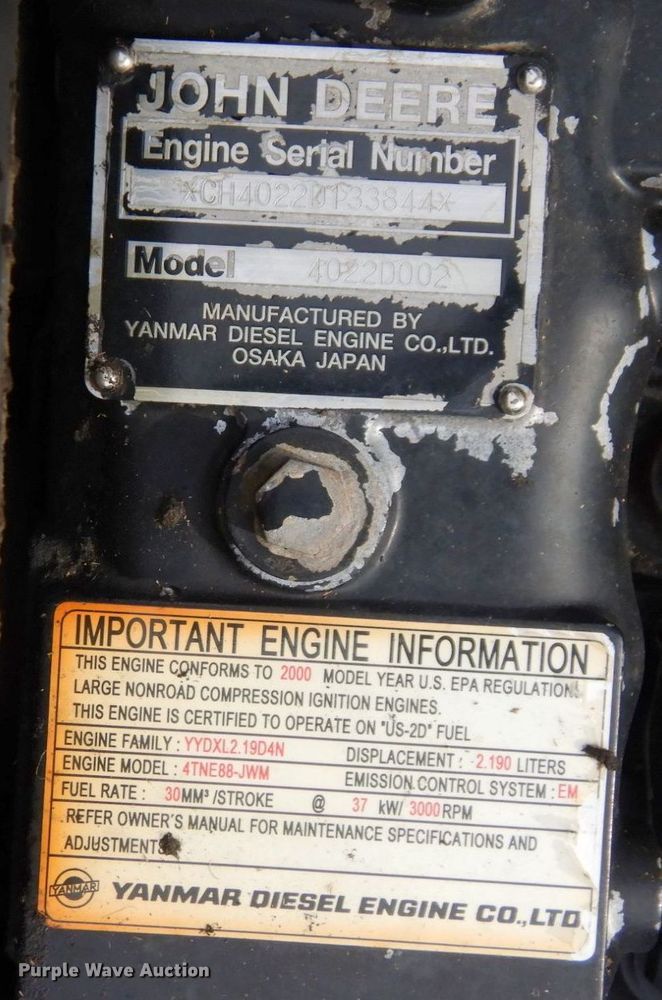 JOHN DEERE
Engine Serial Number
Model 4022D002
MANUFACTURED BY
YANMAR DIESEL ENGINE CO.,LTD.
OSAKA JAPAN
IMPORTANT ENGINE INFORMATION
THIS ENGINE CONFORMS TO 2000 MODEL YEAR U.S. EPA REGULATION
LARGE NONROAD COMPRESSION IGNITION ENGINES.
THIS ENGINE IS CERTIFIED TO OPERATE ON "US-2D" FUEL
ENGINE FAMILY : YYDXL2.19D4N DISPLACEMENT : 2.190 LITERS
ENGINE MODEL : 4TNE88-JWM EMISSION CONTROL SYSTEM : EM
FUEL RATE : 30MM³ /STROKE @ 37 kW/ 3000RPM
REFER OWNER'S MANUAL FOR MAINTENANCE SPECIFICATIONS AND
ADJUSTMENTS
YANMAR YANMAR DIESEL ENGINE CO.,LTD
Purple Wave Auction